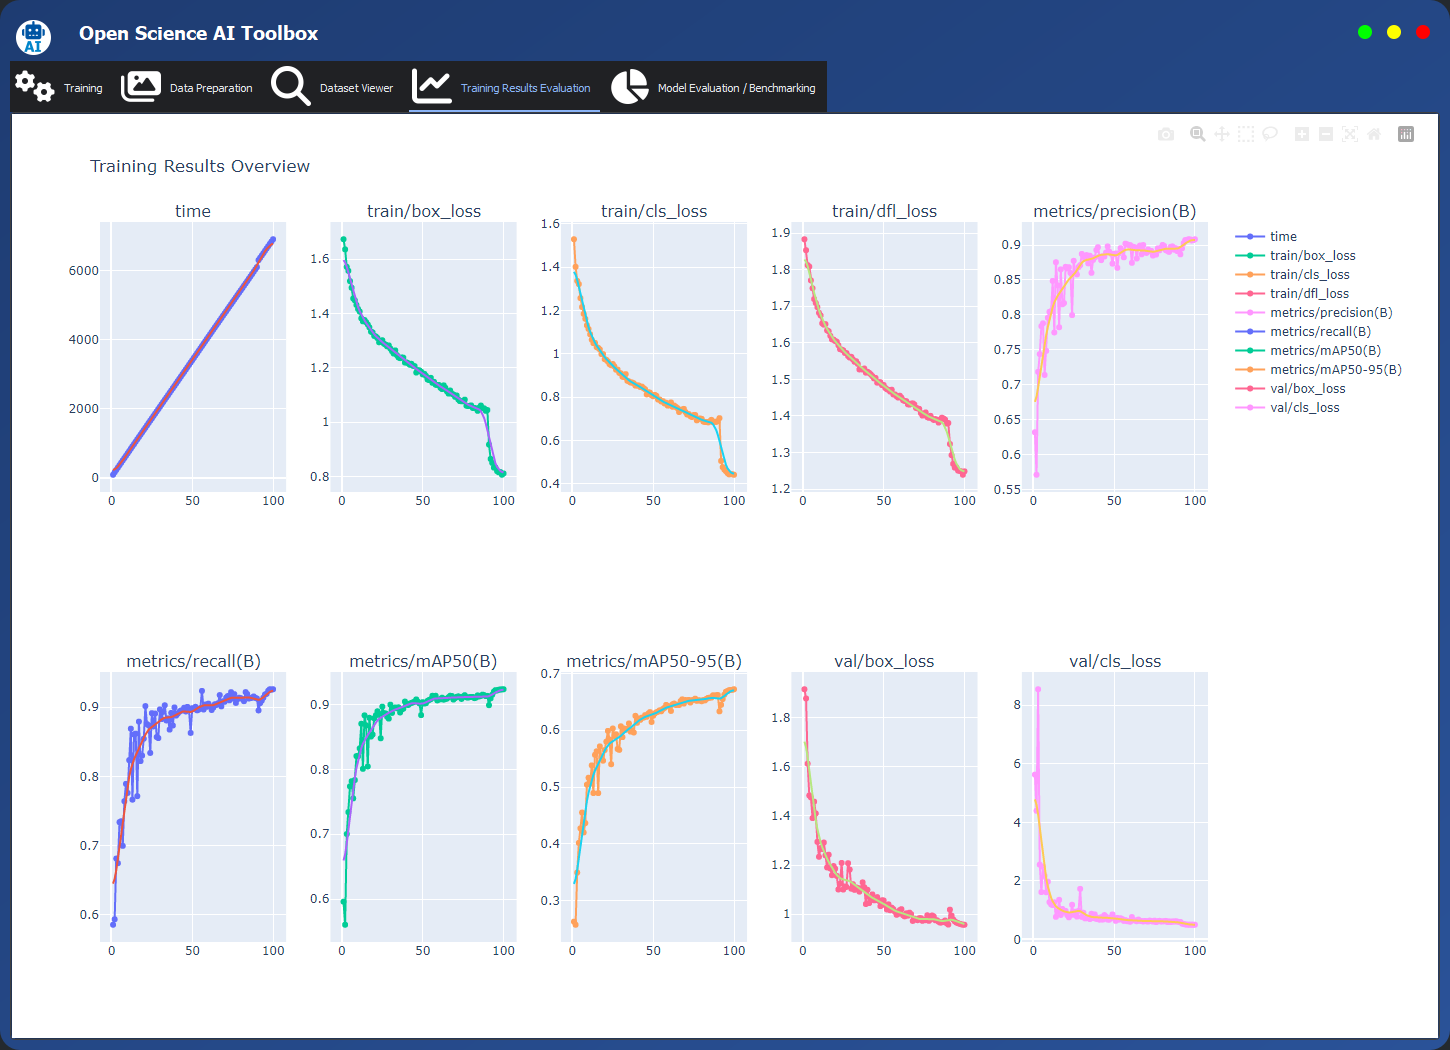 AI
Open Science AI Toolbox
Training
Data Preparation
Dataset Viewer
Training Results Evaluation
Model Evaluation / Benchmarking
Training Results Overview
time
6000
4000
2000
0
0 50 100
train/box_loss
1.6
1.4
1.2
1
0.8
0 50 100
train/cls_loss
1.6
1.4
1.2
1
0.8
0.6
0.4
0 50 100
train/dfl_loss
1.9
1.8
1.7
1.6
1.5
1.4
1.3
1.2
0 50 100
metrics/precision(B)
0.9
0.85
0.8
0.75
0.7
0.65
0.6
0.55
0 50 100
time
train/box_loss
train/cls_loss
train/dfl_loss
metrics/precision(B)
metrics/recall(B)
metrics/mAP50(B)
metrics/mAP50-95(B)
val/box_loss
val/cls_loss
metrics/recall(B)
0.9
0.8
0.7
0.6
0 50 100
metrics/mAP50(B)
0.9
0.8
0.7
0.6
0 50 100
metrics/mAP50-95(B)
0.7
0.6
0.5
0.4
0.3
0 50 100
val/box_loss
1.8
1.6
1.4
1.2
1
0 50 100
val/cls_loss
8
6
4
2
0
0 50 100